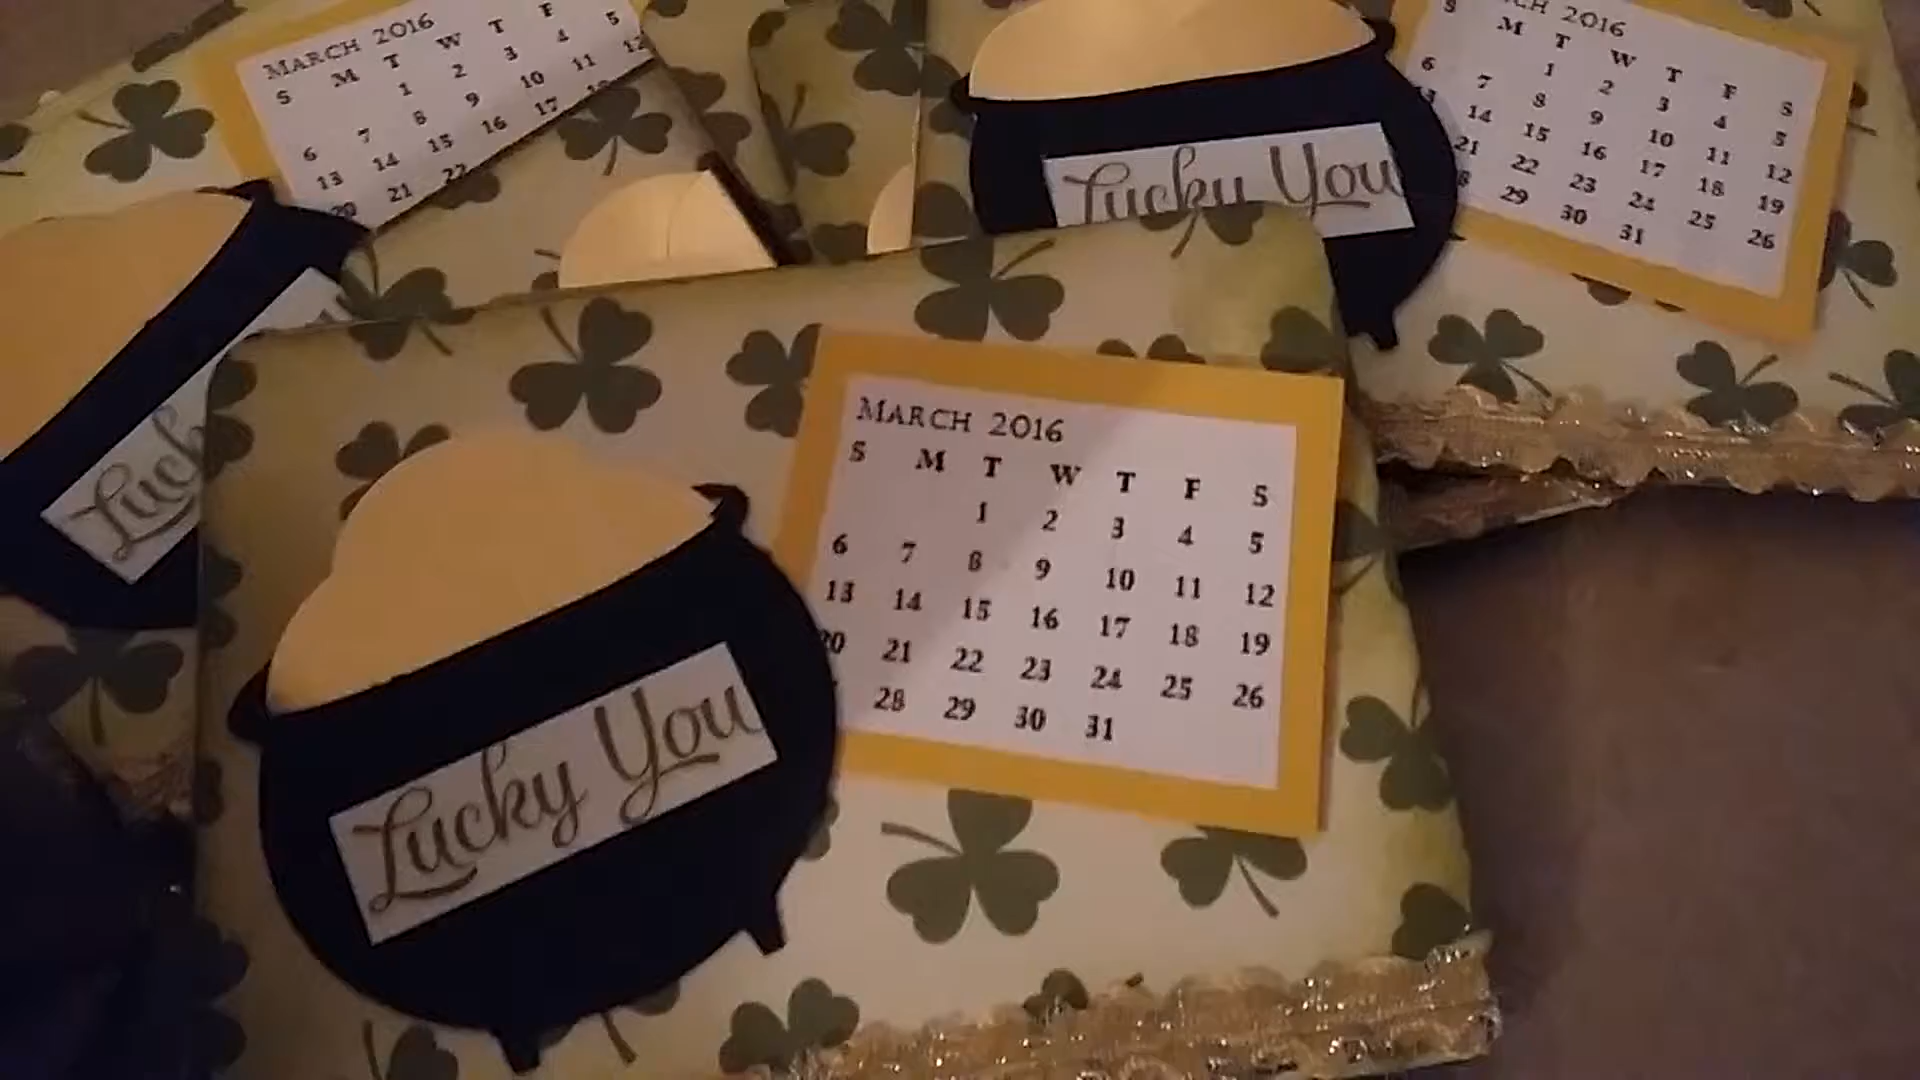 MARCH 2016
S M T W T F S
1 2 3 4 5
6 7 8 9 10 11
13 14 15 16 17
20 21 22
2016
S M T W T F S
1 2 3 4 5
6 7 8 9 10 11 12
14 15 16 17 18 19
21 22 23 24 25 26
29 30 31
Lucky You
MARCH 2016
S M T W T F S
1 2 3 4 5
6 7 8 9 10 11 12
13 14 15 16 17 18 19
20 21 22 23 24 25 26
28 29 30 31
Lucky You